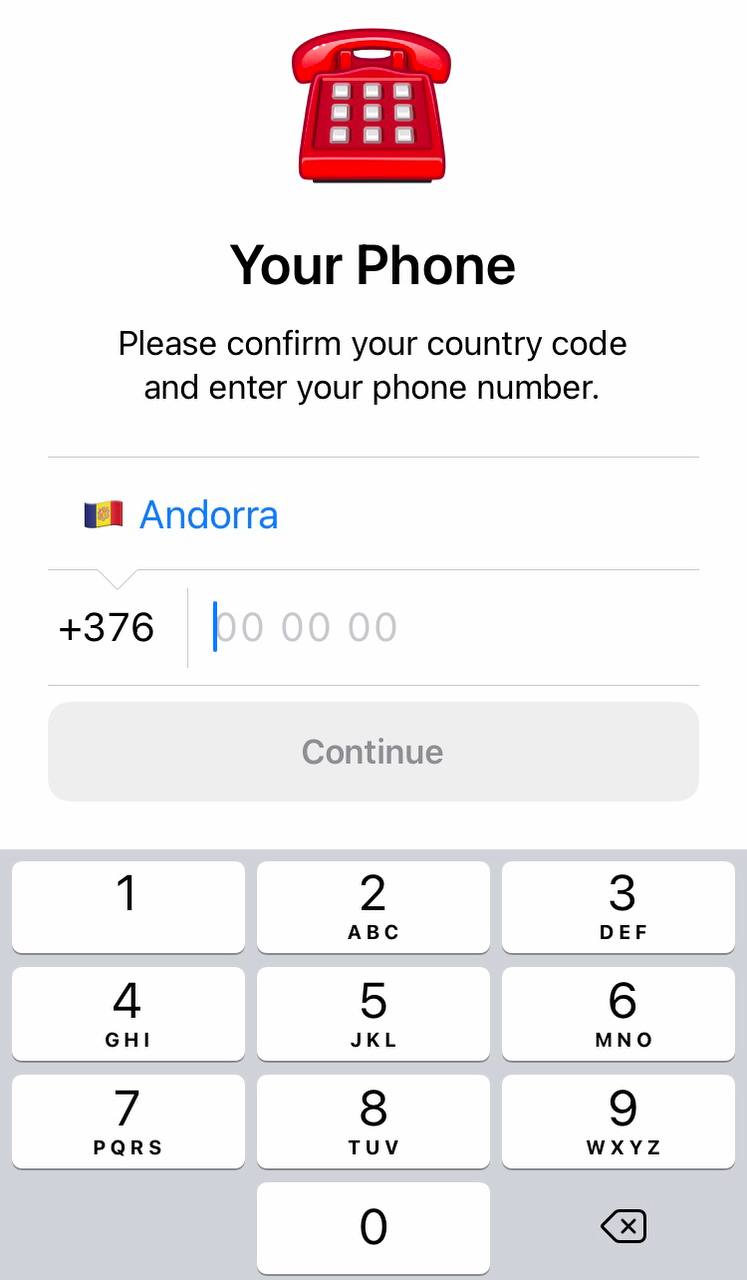 Your Phone
Please confirm your country code
and enter your phone number.
🇦🇩 Andorra
+376 00 00 00
Continue
1 2 3
ABC DEF
4 5 6
GHI JKL MNO
7 8 9
PQRS TUV WXYZ
0